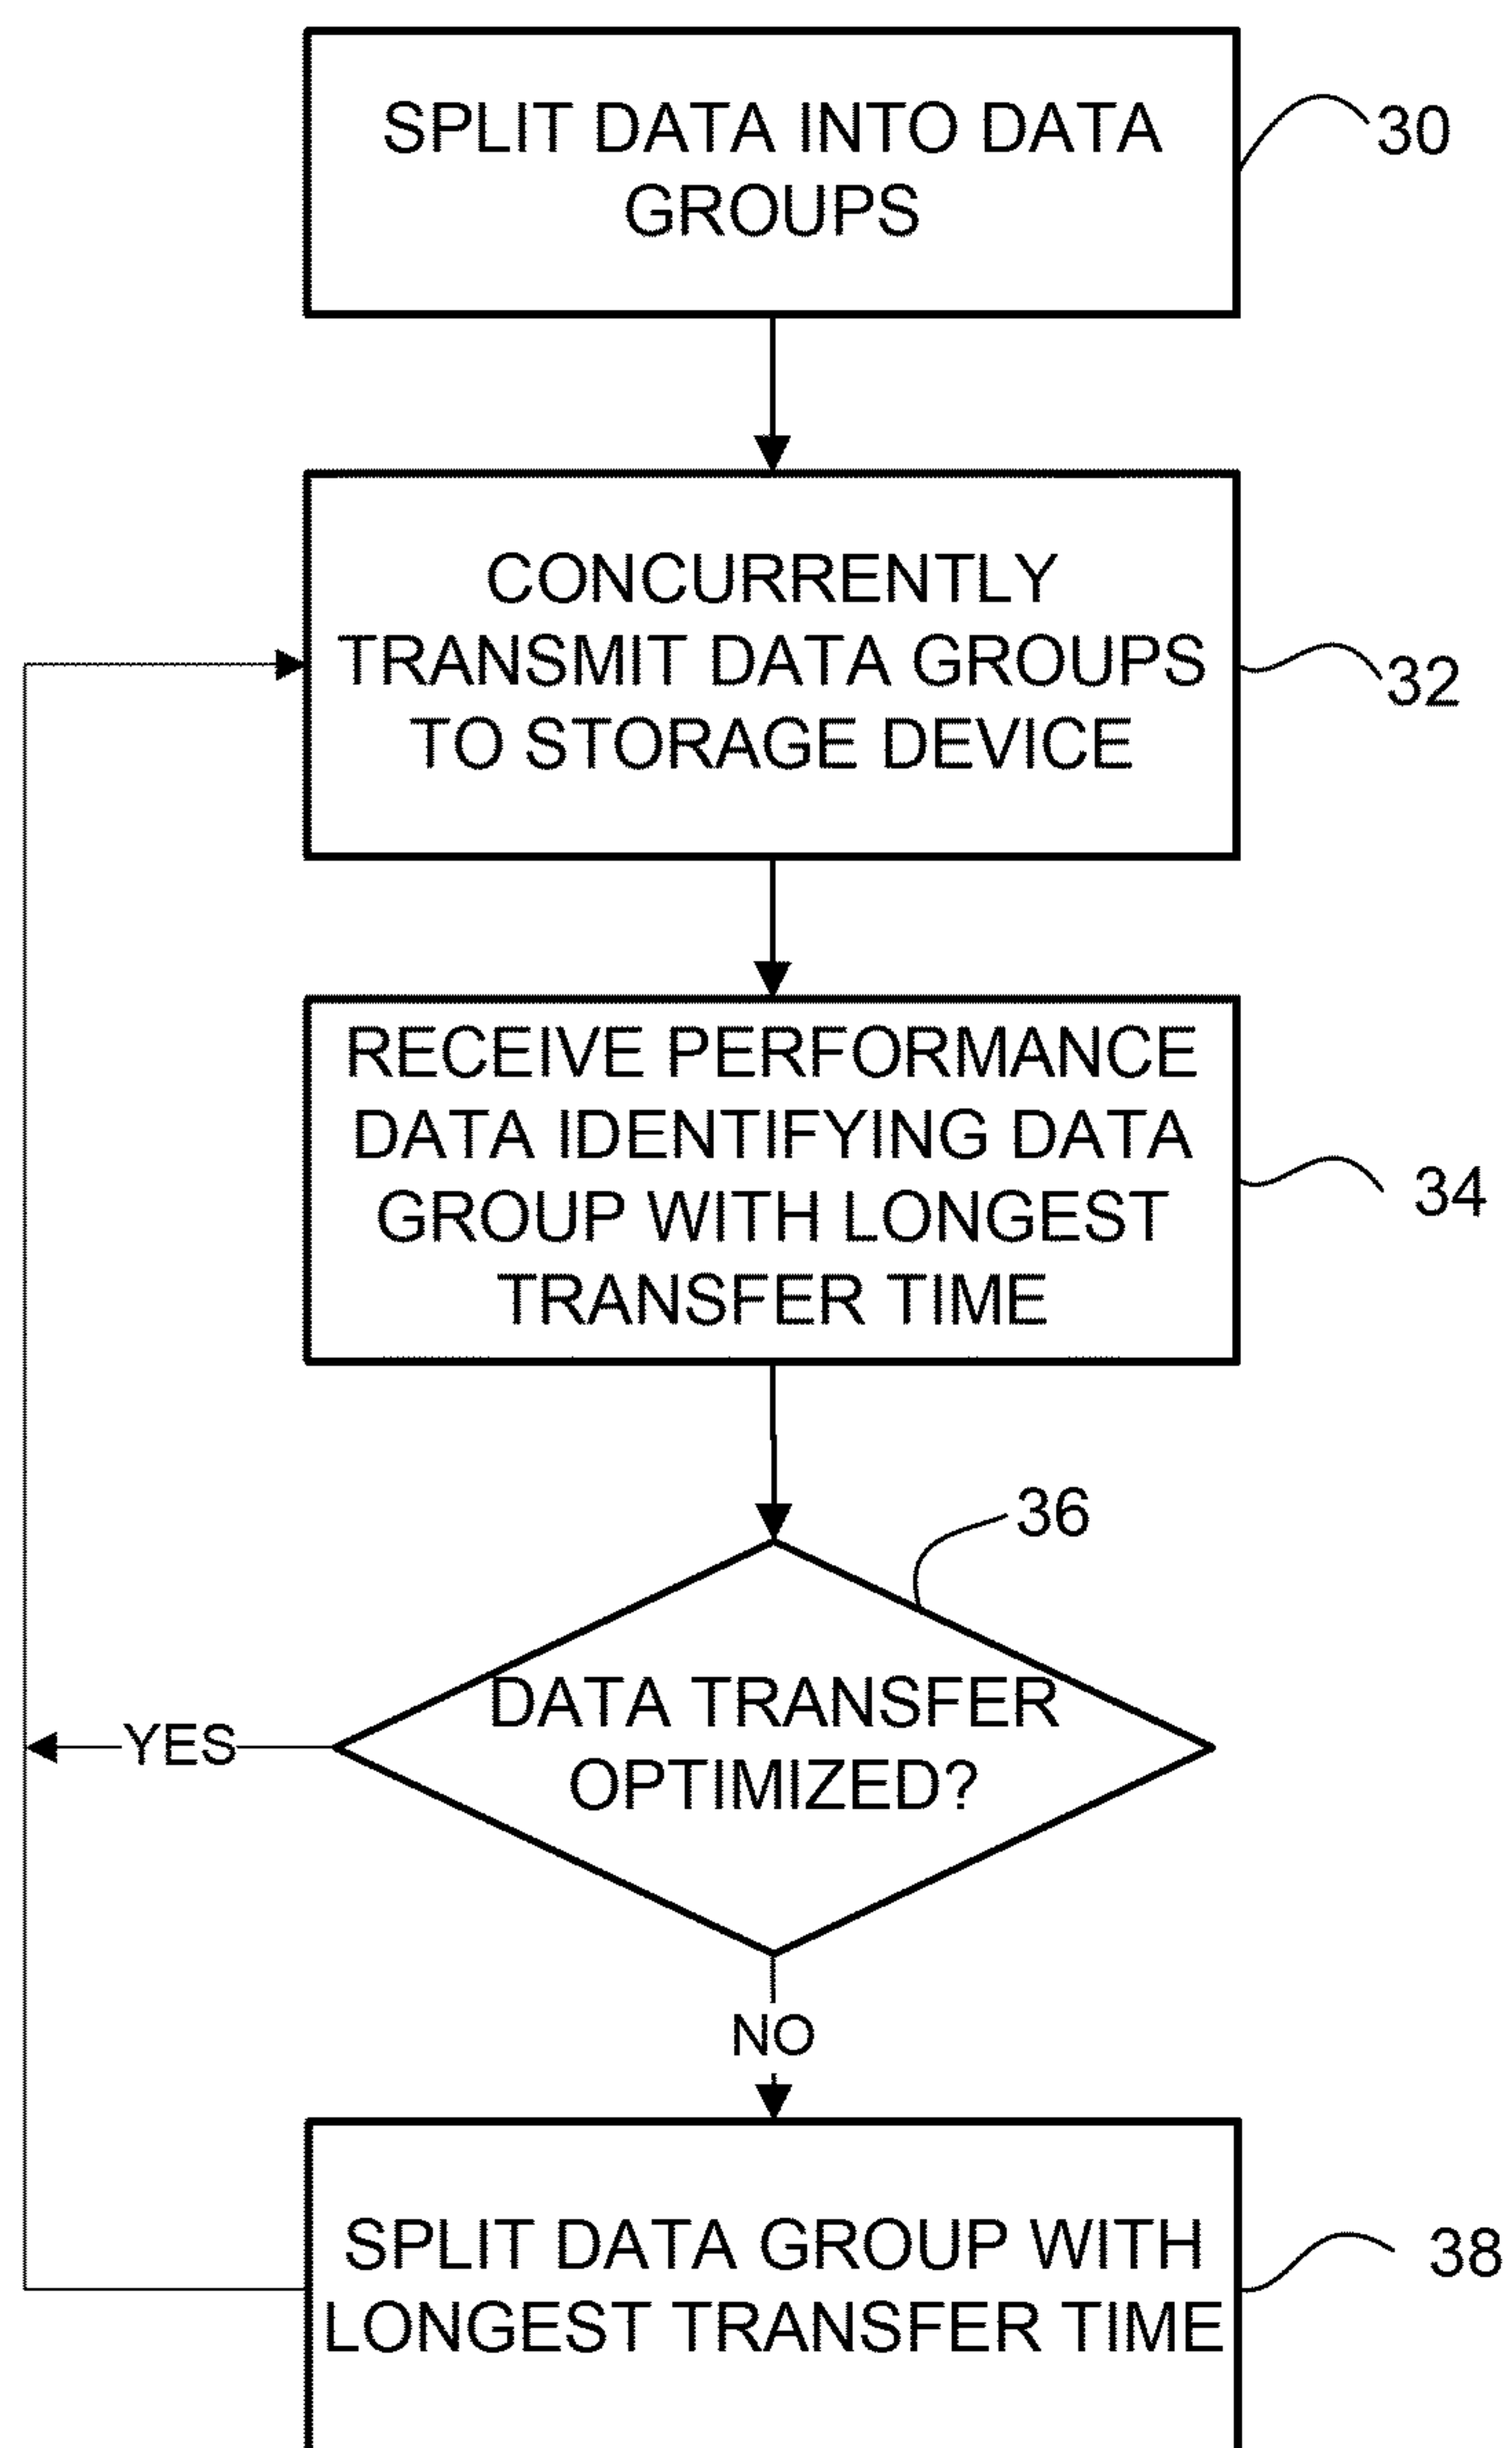 SPLIT DATA INTO DATA
GROUPS
30
CONCURRENTLY
TRANSMIT DATA GROUPS
TO STORAGE DEVICE
32
RECEIVE PERFORMANCE
DATA IDENTIFYING DATA
GROUP WITH LONGEST
TRANSFER TIME
34
36
DATA TRANSFER
OPTIMIZED?
YES
NO
SPLIT DATA GROUP WITH
LONGEST TRANSFER TIME
38